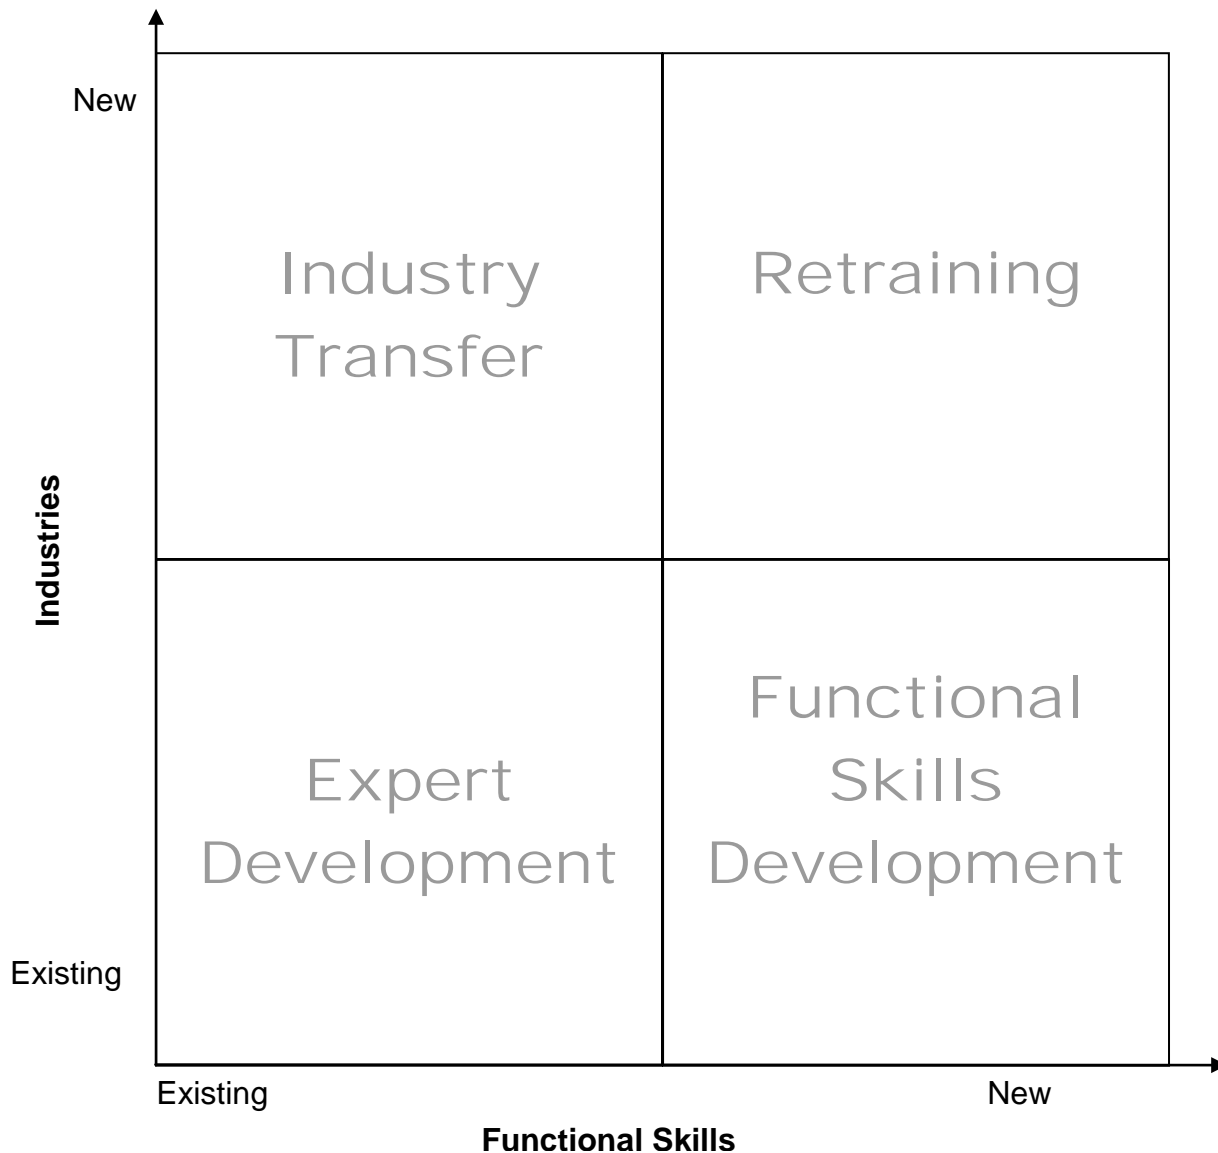 New
Industry
Transfer
Retraining
Industries
Expert
Development
Functional
Skills
Development
Existing
Existing
New
Functional Skills